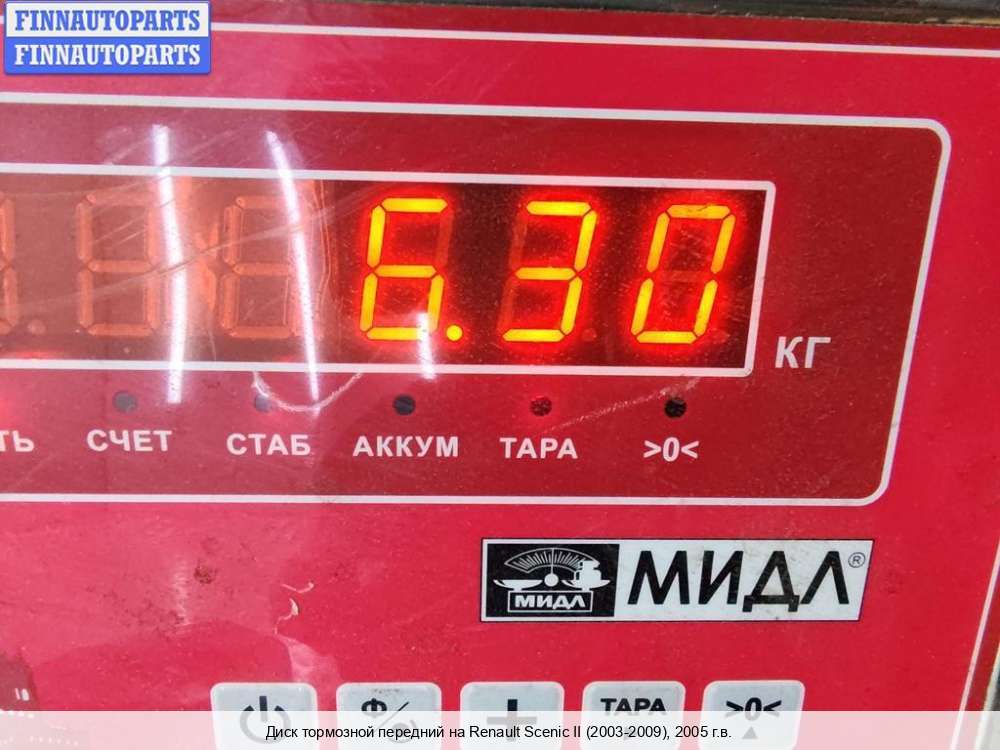 FINNAUTOPARTS
FINNAUTOPARTS
6.30
КГ
ТЬ СЧЕТ СТАБ АККУМ ТАРА >0<
МИДЛ МИДЛ®
Ф ТАРА >0<
Диск тормозной передний на Renault Scenic II (2003-2009), 2005 г.в.